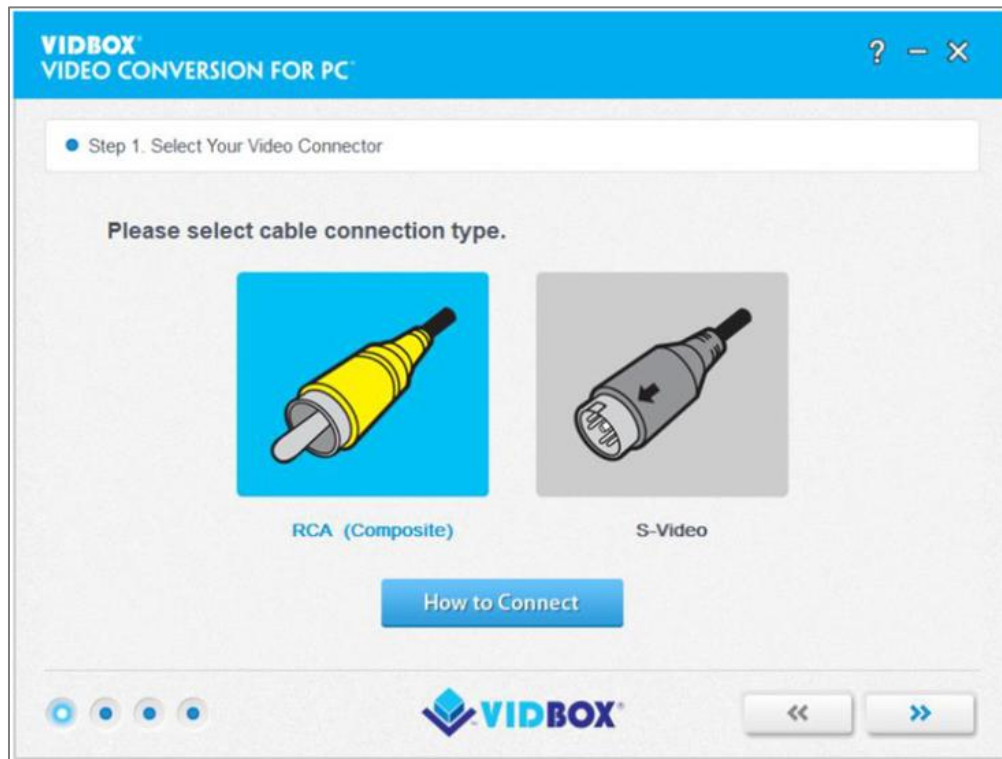 VIDBOX®
VIDEO CONVERSION FOR PC™
?
Step 1. Select Your Video Connector
Please select cable connection type.
RCA (Composite)
S-Video
How to Connect
VIDBOX®